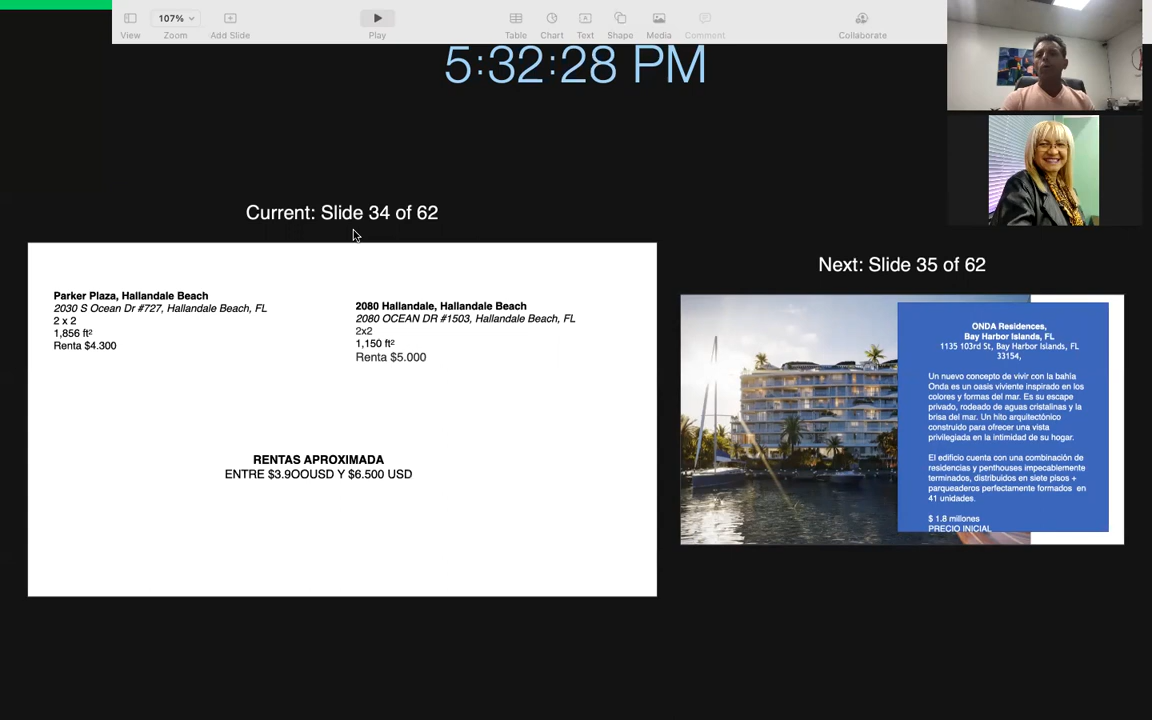 107%
View
Zoom
Add Slide
Play
Table
Chart
Text
Shape
Media
Comment
Collaborate
5:32:28 PM
Current: Slide 34 of 62
Parker Plaza, Hallandale Beach
2030 S Ocean Dr #727, Hallandale Beach, FL
2 x 2
1,856 ft²
Renta $4.300
2080 Hallandale, Hallandale Beach
2080 OCEAN DR #1503, Hallandale Beach, FL
2x2
1,150 ft²
Renta $5.000
RENTAS APROXIMADA
ENTRE $3.9OOUSD Y $6.500 USD
Next: Slide 35 of 62
ONDA Residences,
Bay Harbor Islands, FL
1135 103rd St, Bay Harbor Islands, FL
33154,
Un nuevo concepto de vivir con la bahía
Onda es un oasis viviente inspirado en los
colores y formas del mar. Es su escape
privado, rodeado de aguas cristalinas y la
brisa del mar. Un hito arquitectónico
construido para ofrecer una vista
privilegiada en la intimidad de su hogar.
El edificio cuenta con una combinación de
residencias y penthouses impecablemente
terminados, distribuidos en siete pisos +
parqueaderos perfectamente formados en
41 unidades.
$ 1.8 millones
PRECIO INICIAL